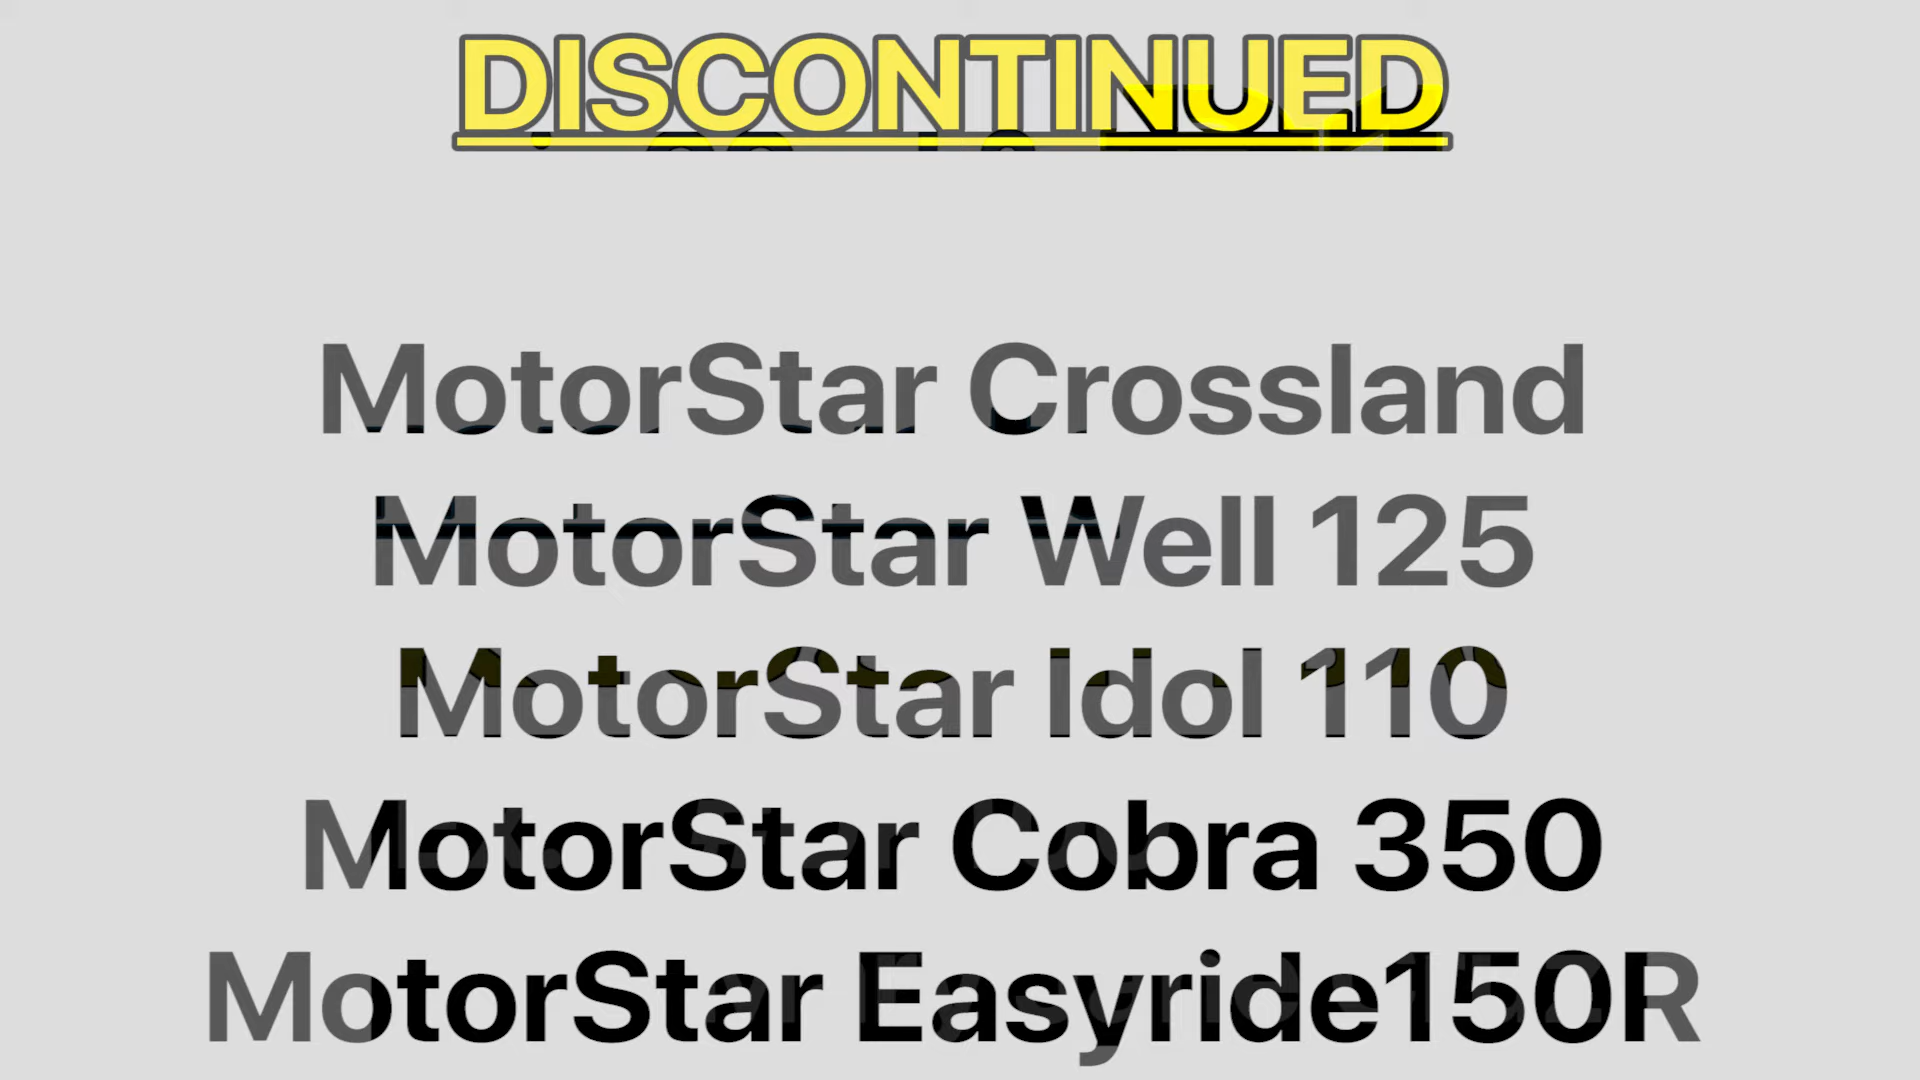 DISCONTINUED
MotorStar Crossland
MotorStar Well 125
MotorStar Idol 110
MotorStar Cobra 350
MotorStar Easyride150R